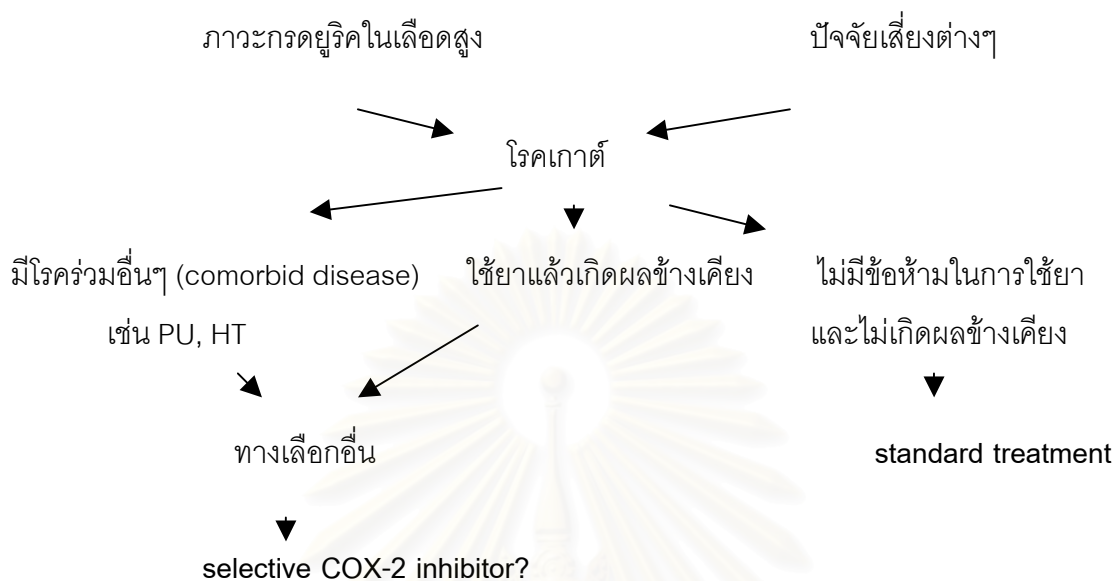 ภาวะกรดยูริคในเลือดสูง
ปัจจัยเสี่ยงต่างๆ
โรคเกาต์
มีโรคร่วมอื่นๆ (comorbid disease)
เช่น PU, HT
ใช้ยาแล้วเกิดผลข้างเคียง
ไม่มีข้อห้ามในการใช้ยา
และไม่เกิดผลข้างเคียง
ทางเลือกอื่น
standard treatment
selective COX-2 inhibitor?